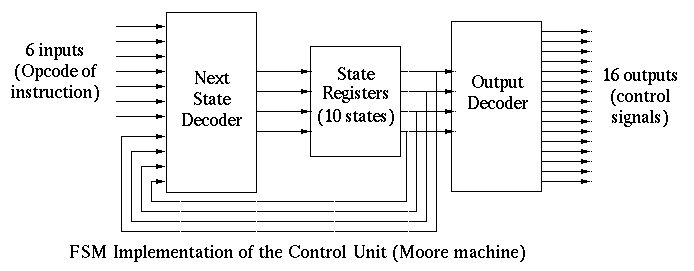 6 inputs
(Opcode of
instruction)
Next
State
Decoder
State
Registers
(10 states)
Output
Decoder
16 outputs
(control
signals)
FSM Implementation of the Control Unit (Moore machine)